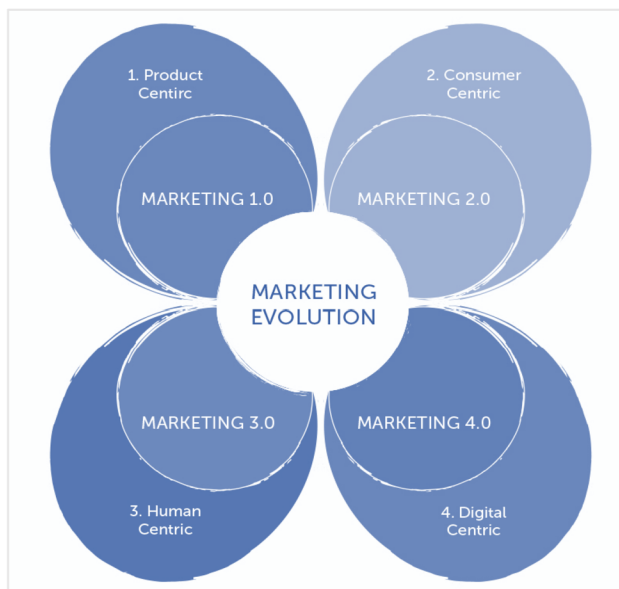 1. Product
Centirc
MARKETING 1.0
2. Consumer
Centric
MARKETING 2.0
MARKETING
EVOLUTION
MARKETING 3.0
3. Human
Centric
MARKETING 4.0
4. Digital
Centric